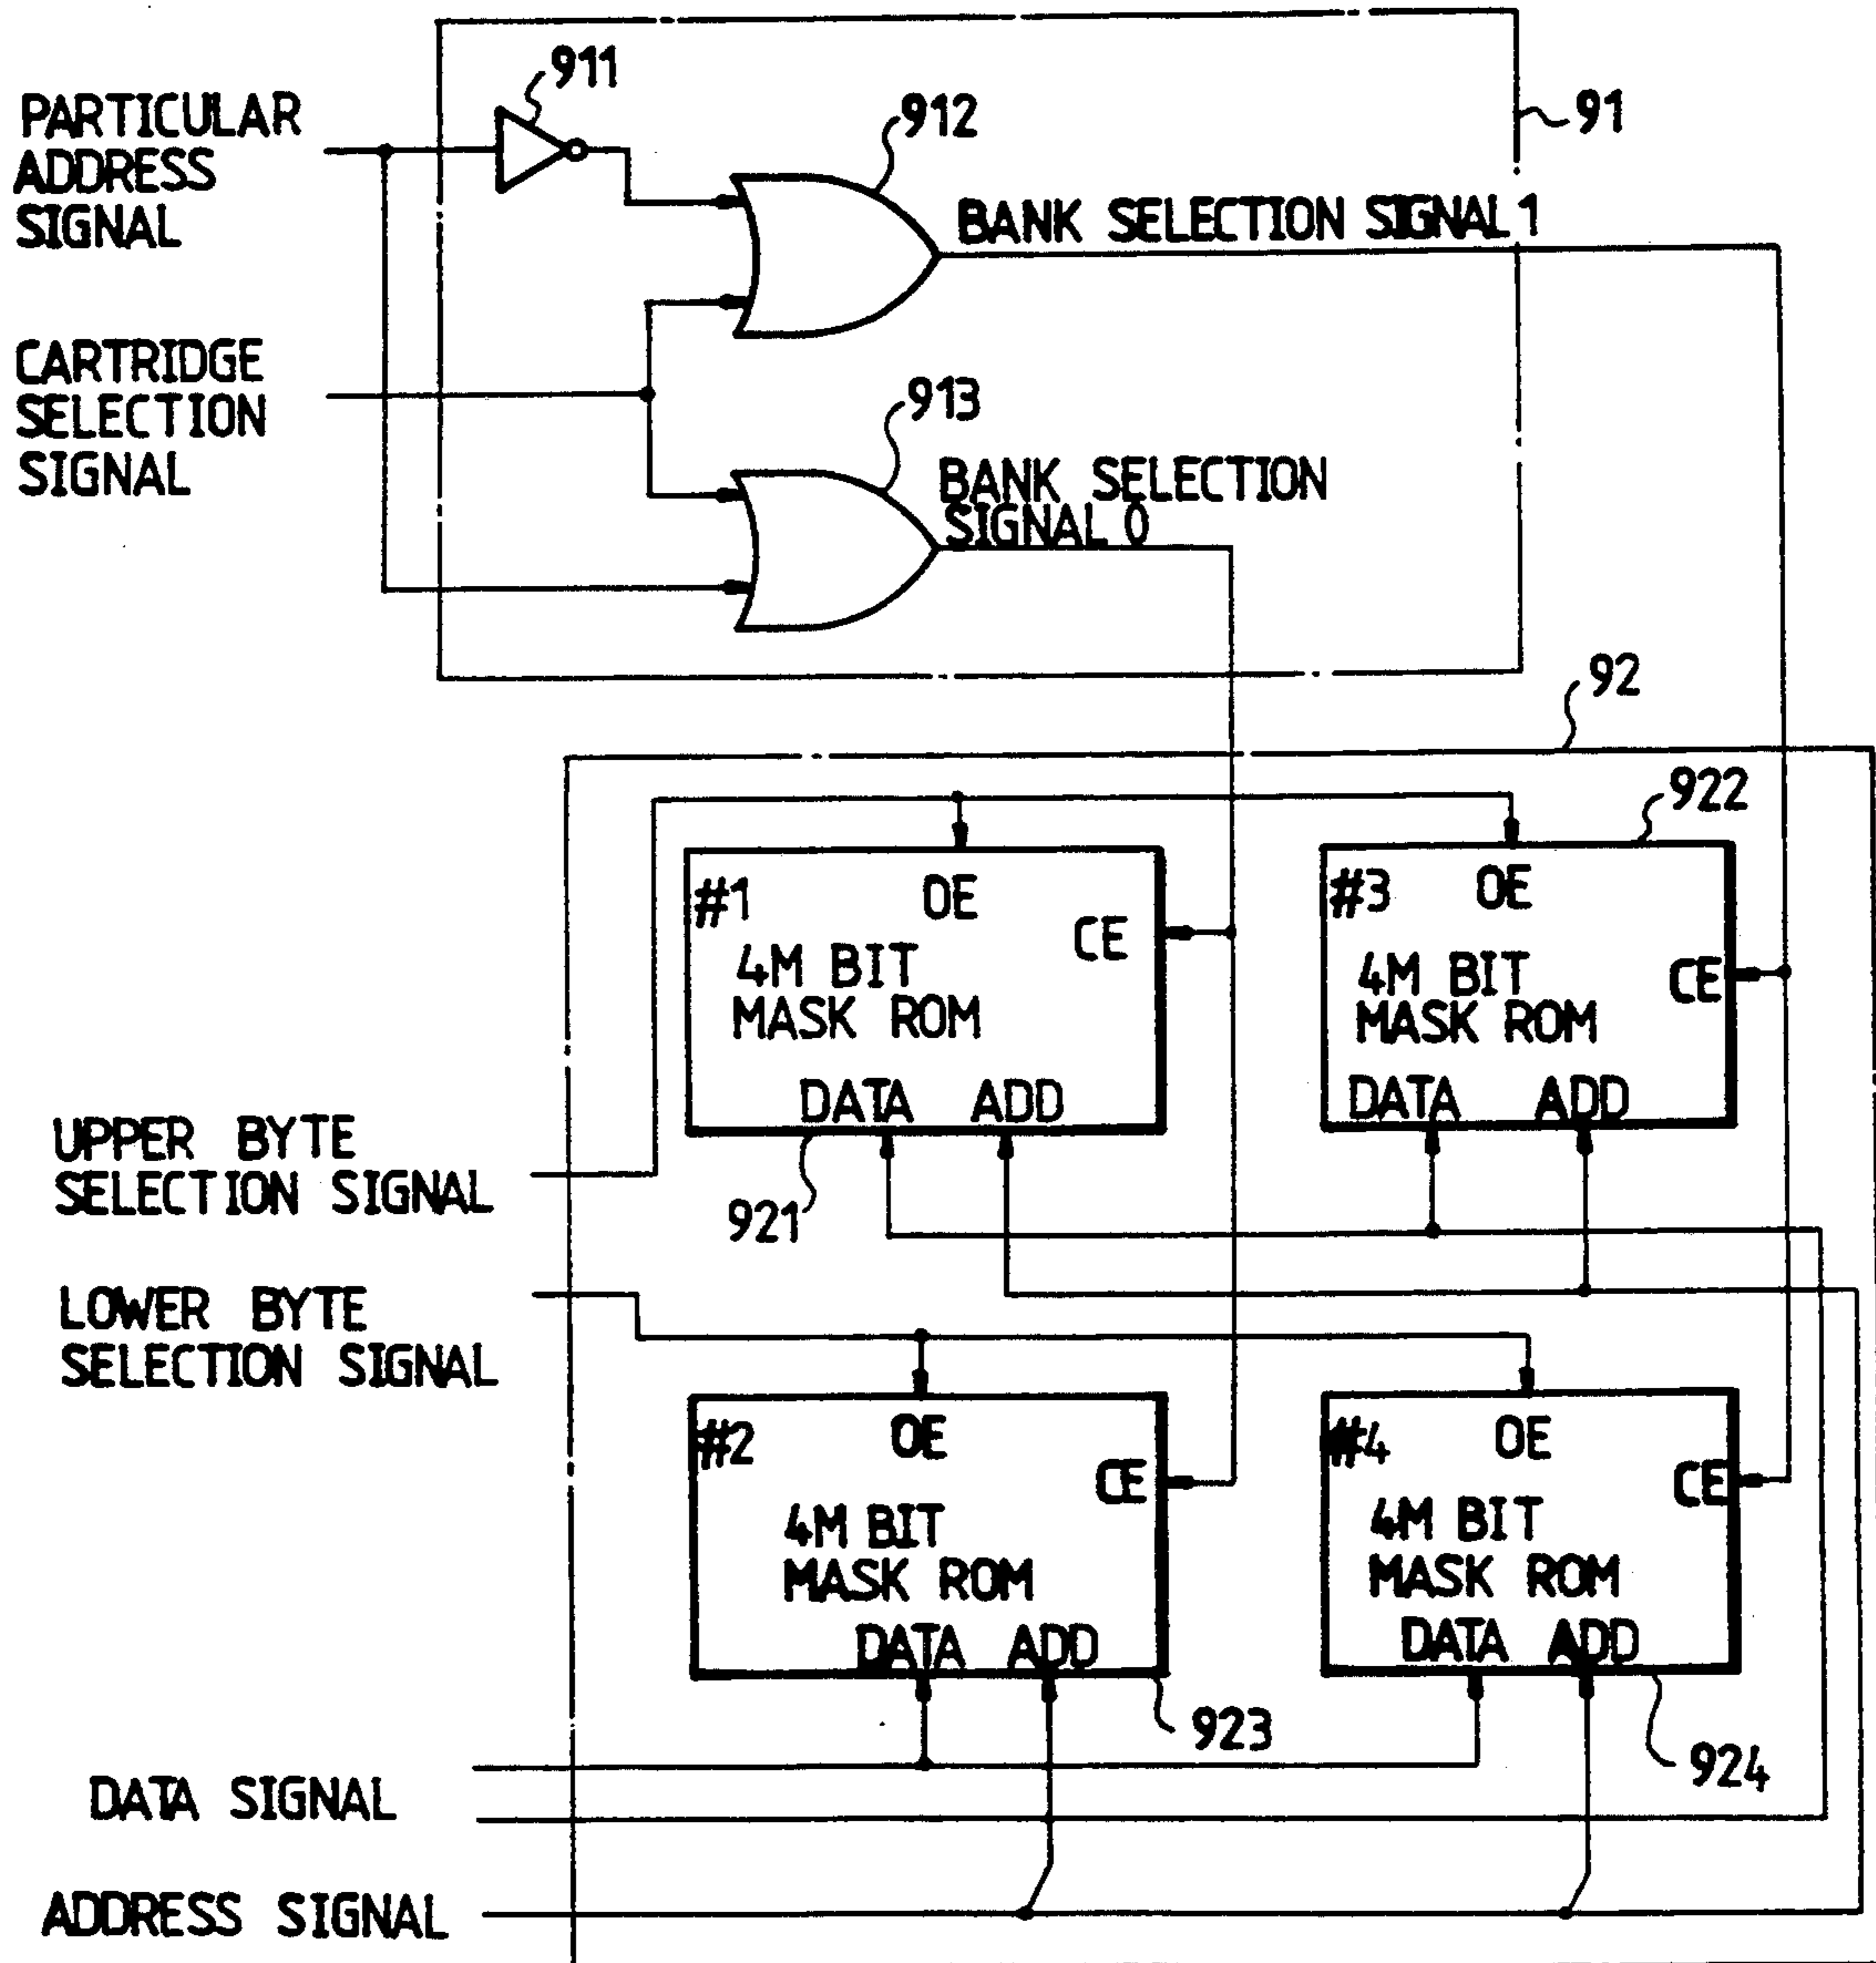 911
PARTICULAR
ADDRESS
SIGNAL
912
91
BANK SELECTION SIGNAL 1
CARTRIDGE
SELECTION
SIGNAL
913
BANK SELECTION
SIGNAL 0
92
922
#1
OE
CE
4M BIT
MASK ROM
DATA
ADD
921
#3
OE
CE
4M BIT
MASK ROM
DATA
ADD
UPPER BYTE
SELECTION SIGNAL
LOWER BYTE
SELECTION SIGNAL
#2
OE
CE
4M BIT
MASK ROM
DATA
ADD
923
#4
OE
CE
4M BIT
MASK ROM
DATA
ADD
924
DATA SIGNAL
ADDRESS SIGNAL